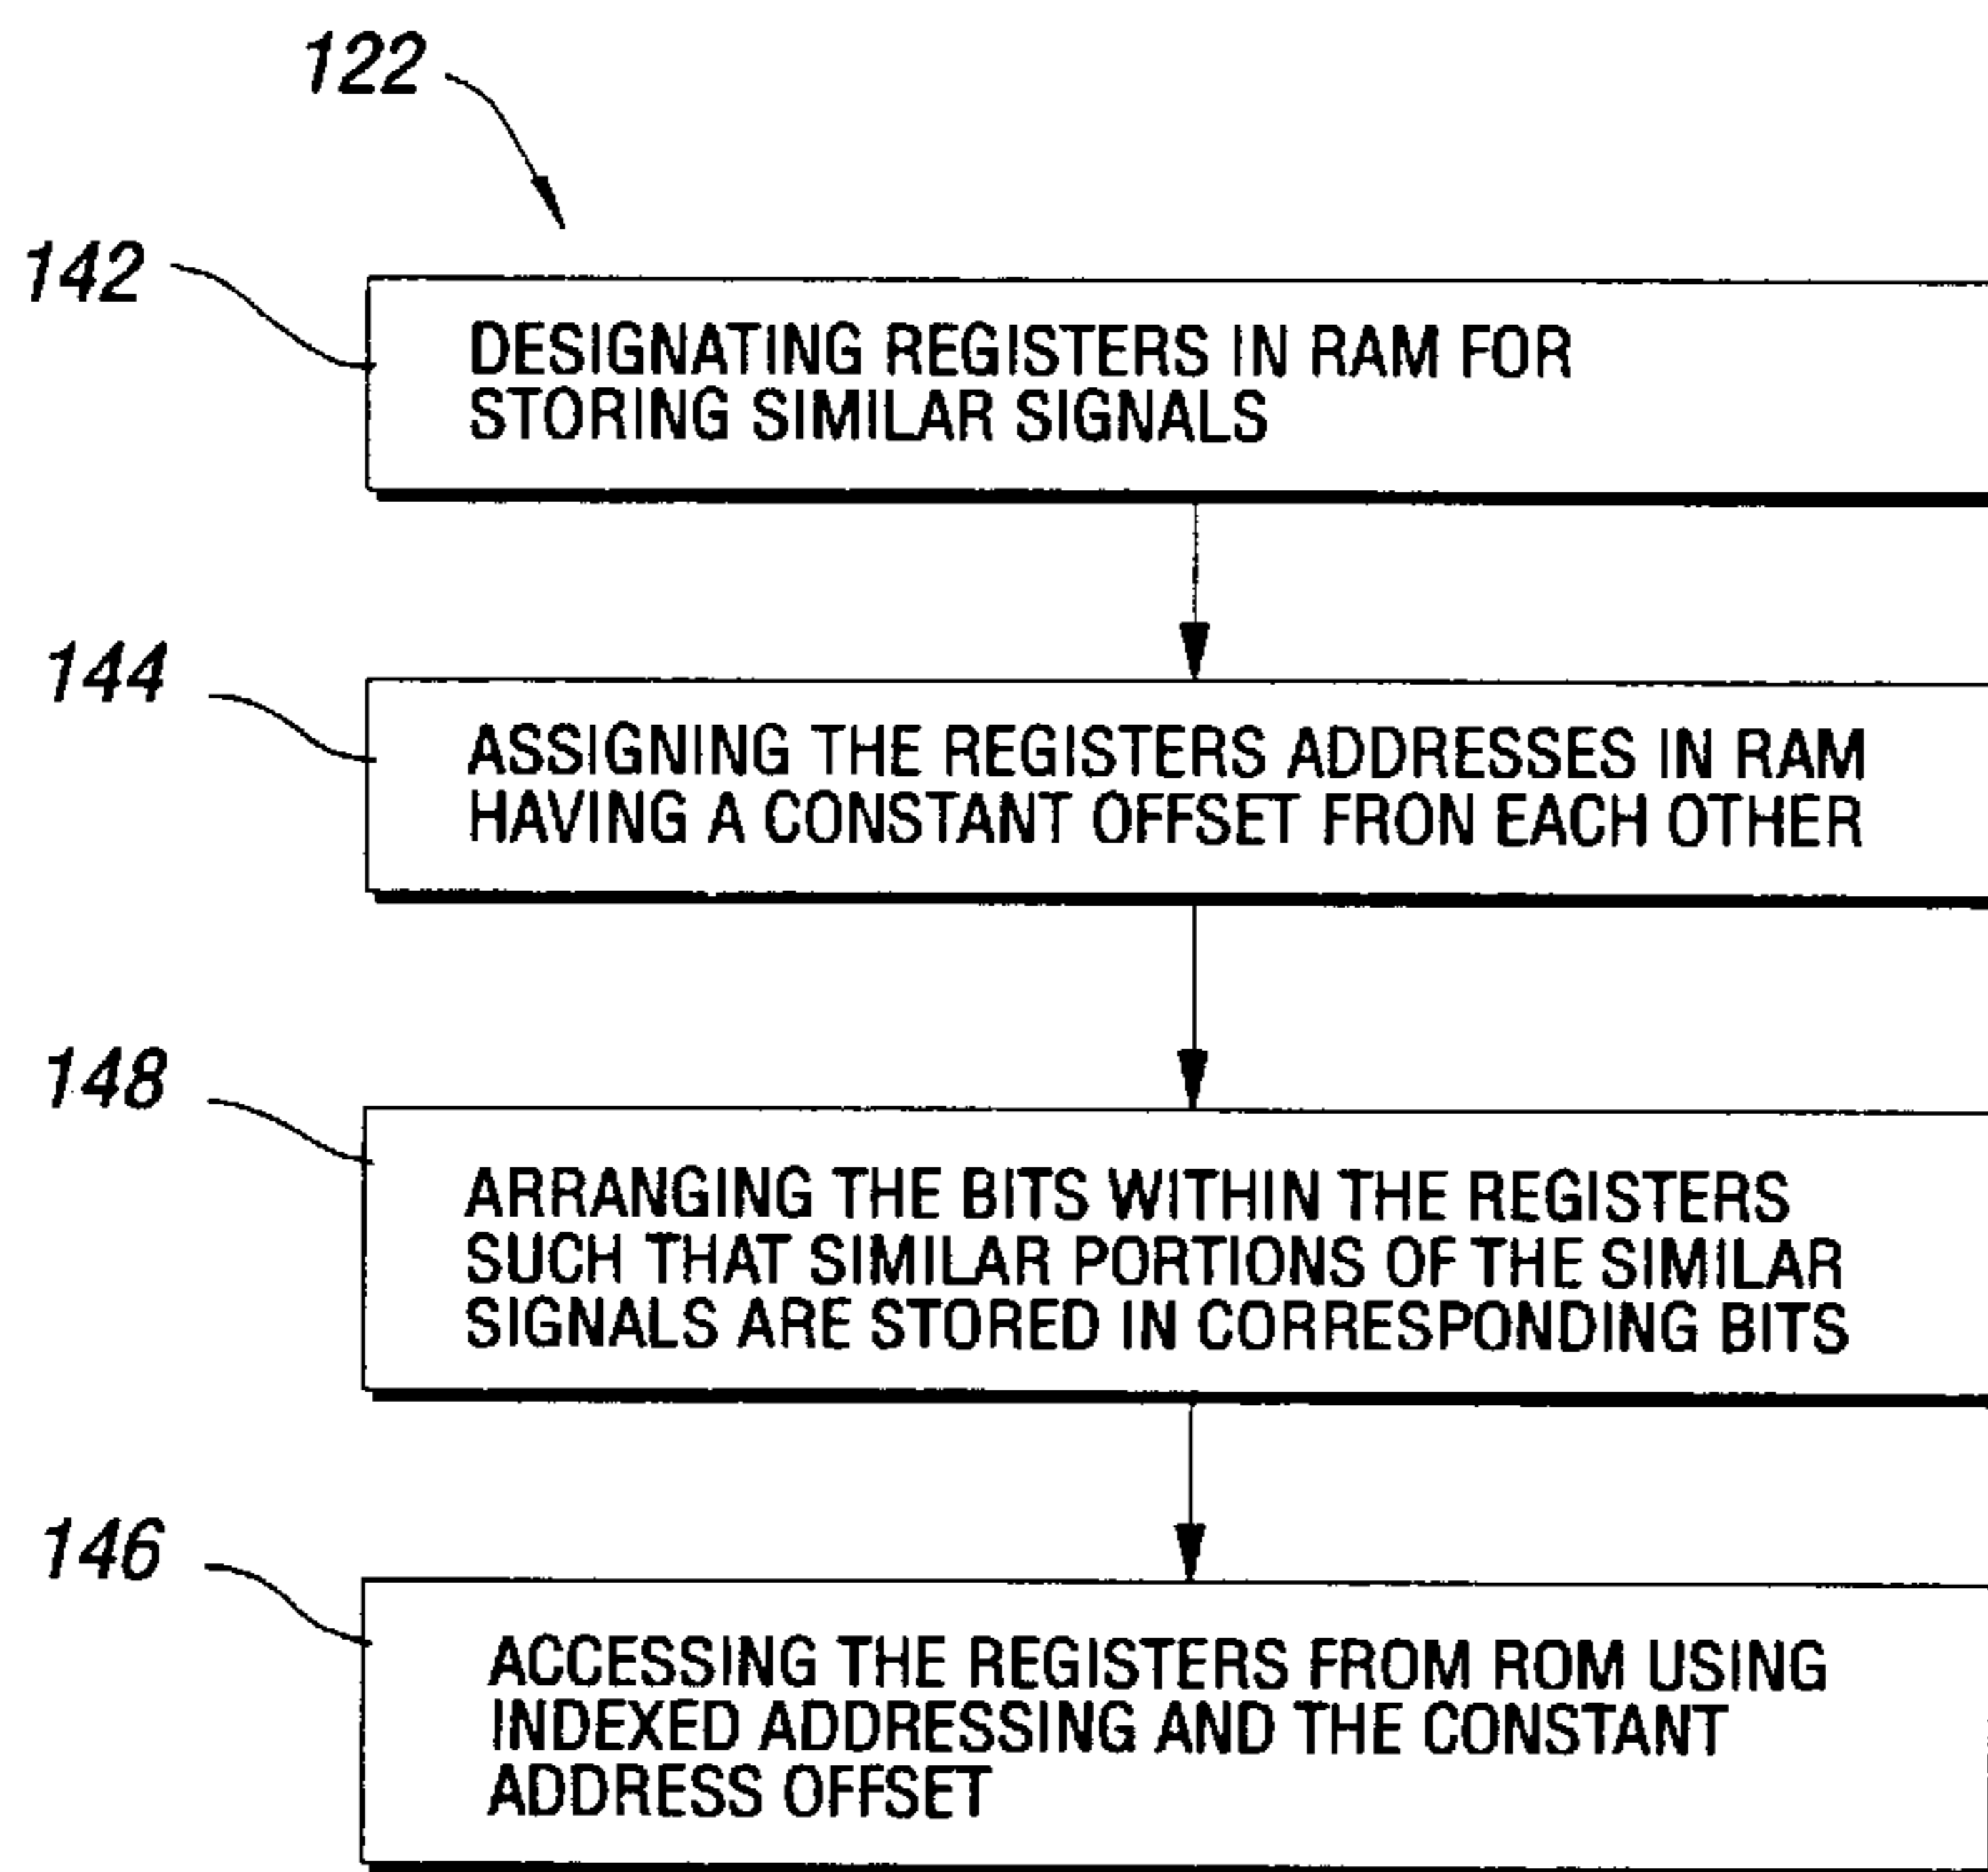 122
142
DESIGNATING REGISTERS IN RAM FOR
STORING SIMILAR SIGNALS
144
ASSIGNING THE REGISTERS ADDRESSES IN RAM
HAVING A CONSTANT OFFSET FRON EACH OTHER
148
ARRANGING THE BITS WITHIN THE REGISTERS
SUCH THAT SIMILAR PORTIONS OF THE SIMILAR
SIGNALS ARE STORED IN CORRESPONDING BITS
146
ACCESSING THE REGISTERS FROM ROM USING
INDEXED ADDRESSING AND THE CONSTANT
ADDRESS OFFSET